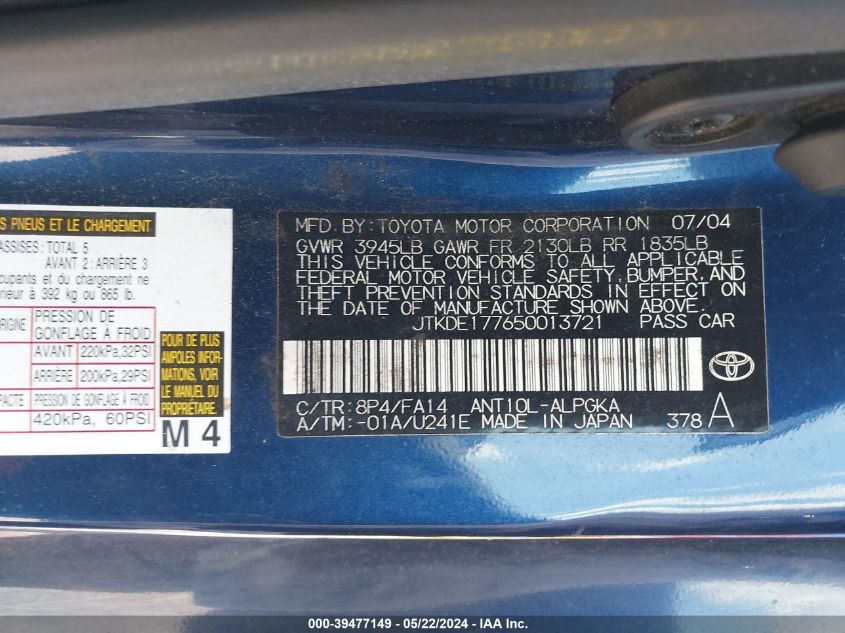 S PNEUS ET LE CHARGEMENT
ASSISES: TOTAL 5
AVANT 2: ARRIÈRE 3
cupants et du chargement ne
neur à 392 kg ou 865 lb.
ORIGINE PRESSION DE GONFLAGE À FROID
AVANT 220kPa,32PSI
ARRIÈRE 200kPa,29PSI
PACTE PRESSION DE GONFLAGE À FROID
420kPa, 60PSI
POUR DE PLUS
AMPLES INFOR-
MATIONS, VOIR
LE MANUEL DU
PROPRIÉTAIRE.
M 4
MFD. BY: TOYOTA MOTOR CORPORATION 07/04
GVWR 3945LB GAWR FR 2130LB RR 1835LB
THIS VEHICLE CONFORMS TO ALL APPLICABLE
FEDERAL MOTOR VEHICLE SAFETY, BUMPER, AND
THEFT PREVENTION STANDARDS IN EFFECT ON
THE DATE OF MANUFACTURE SHOWN ABOVE.
JTKDE177650013721 PASS CAR
C/TR: 8P4/FA14 ANT10L-ALPGKA
A/TM: -01A/U241E MADE IN JAPAN 378 A
000-39477149 - 05/22/2024 - IAA Inc.